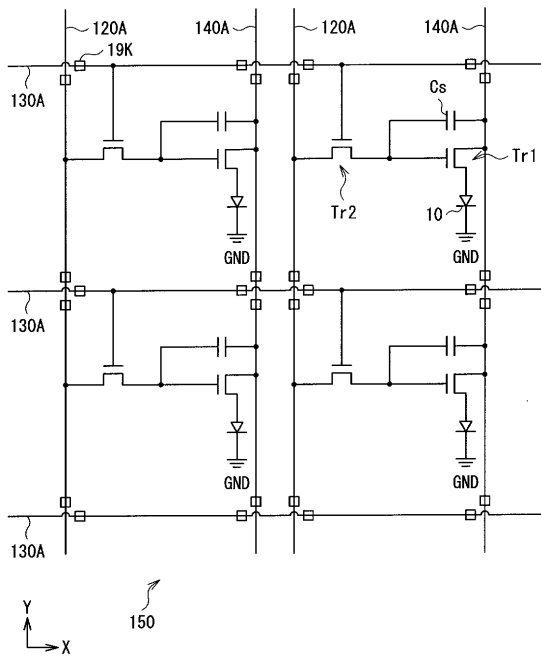 120A 140A 120A 140A
19K
130A
Cs
Tr1
Tr2
10
GND GND
130A
GND GND
130A
Y
X
150